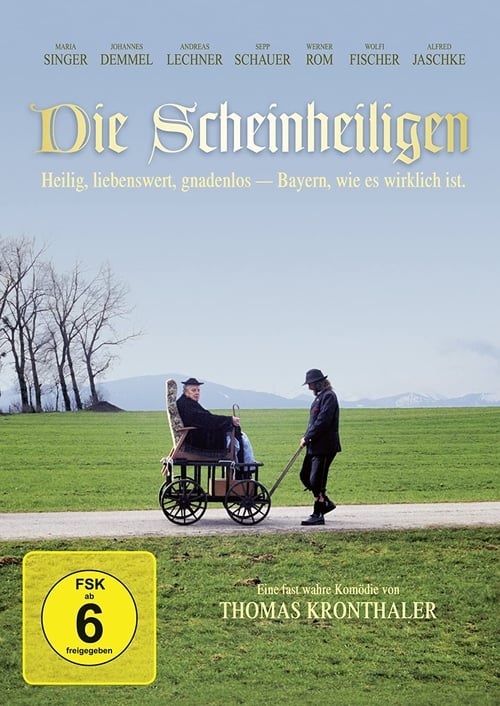 MARIA SINGER JOHANNES DEMMEL ANDREAS LECHNER SEPP SCHAUER WERNER ROM WOLFI FISCHER ALFRED JASCHKE
Die Scheinheiligen
Heilig, liebenswert, gnadenlos — Bayern, wie es wirklich ist.
Eine fast wahre Komödie von
THOMAS KRONTHALER
FSK
ab
6
freigegeben